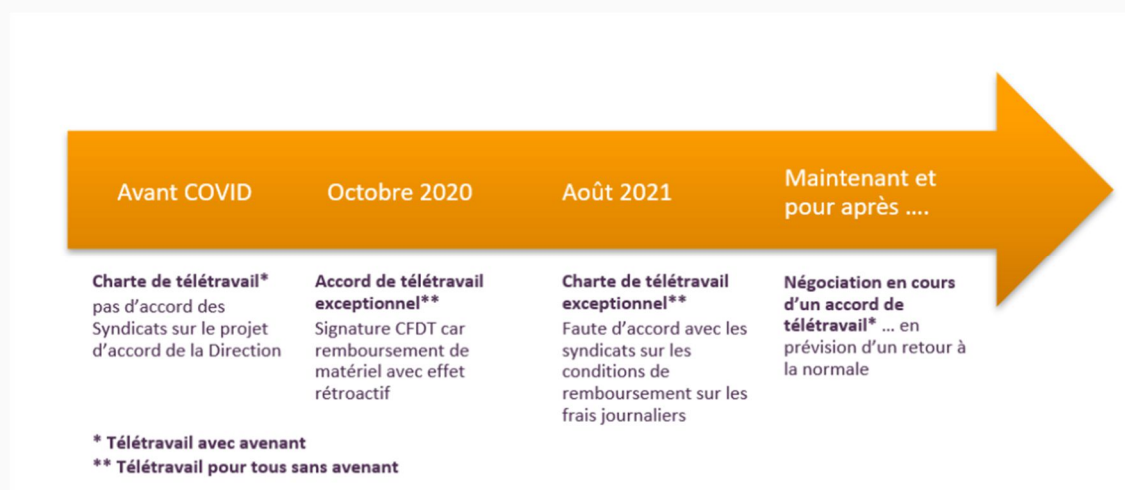 Avant COVID
Octobre 2020
Août 2021
Maintenant et
pour après ....
Charte de télétravail*
pas d'accord des
Syndicats sur le projet
d'accord de la Direction
Accord de télétravail
exceptionnel**
Signature CFDT car
remboursement de
matériel avec effet
rétroactif
Charte de télétravail
exceptionnel**
Faute d'accord avec les
syndicats sur les
conditions de
remboursement sur les
frais journaliers
Négociation en cours
d'un accord de
télétravail* ... en
prévision d'un retour à
la normale
* Télétravail avec avenant
** Télétravail pour tous sans avenant